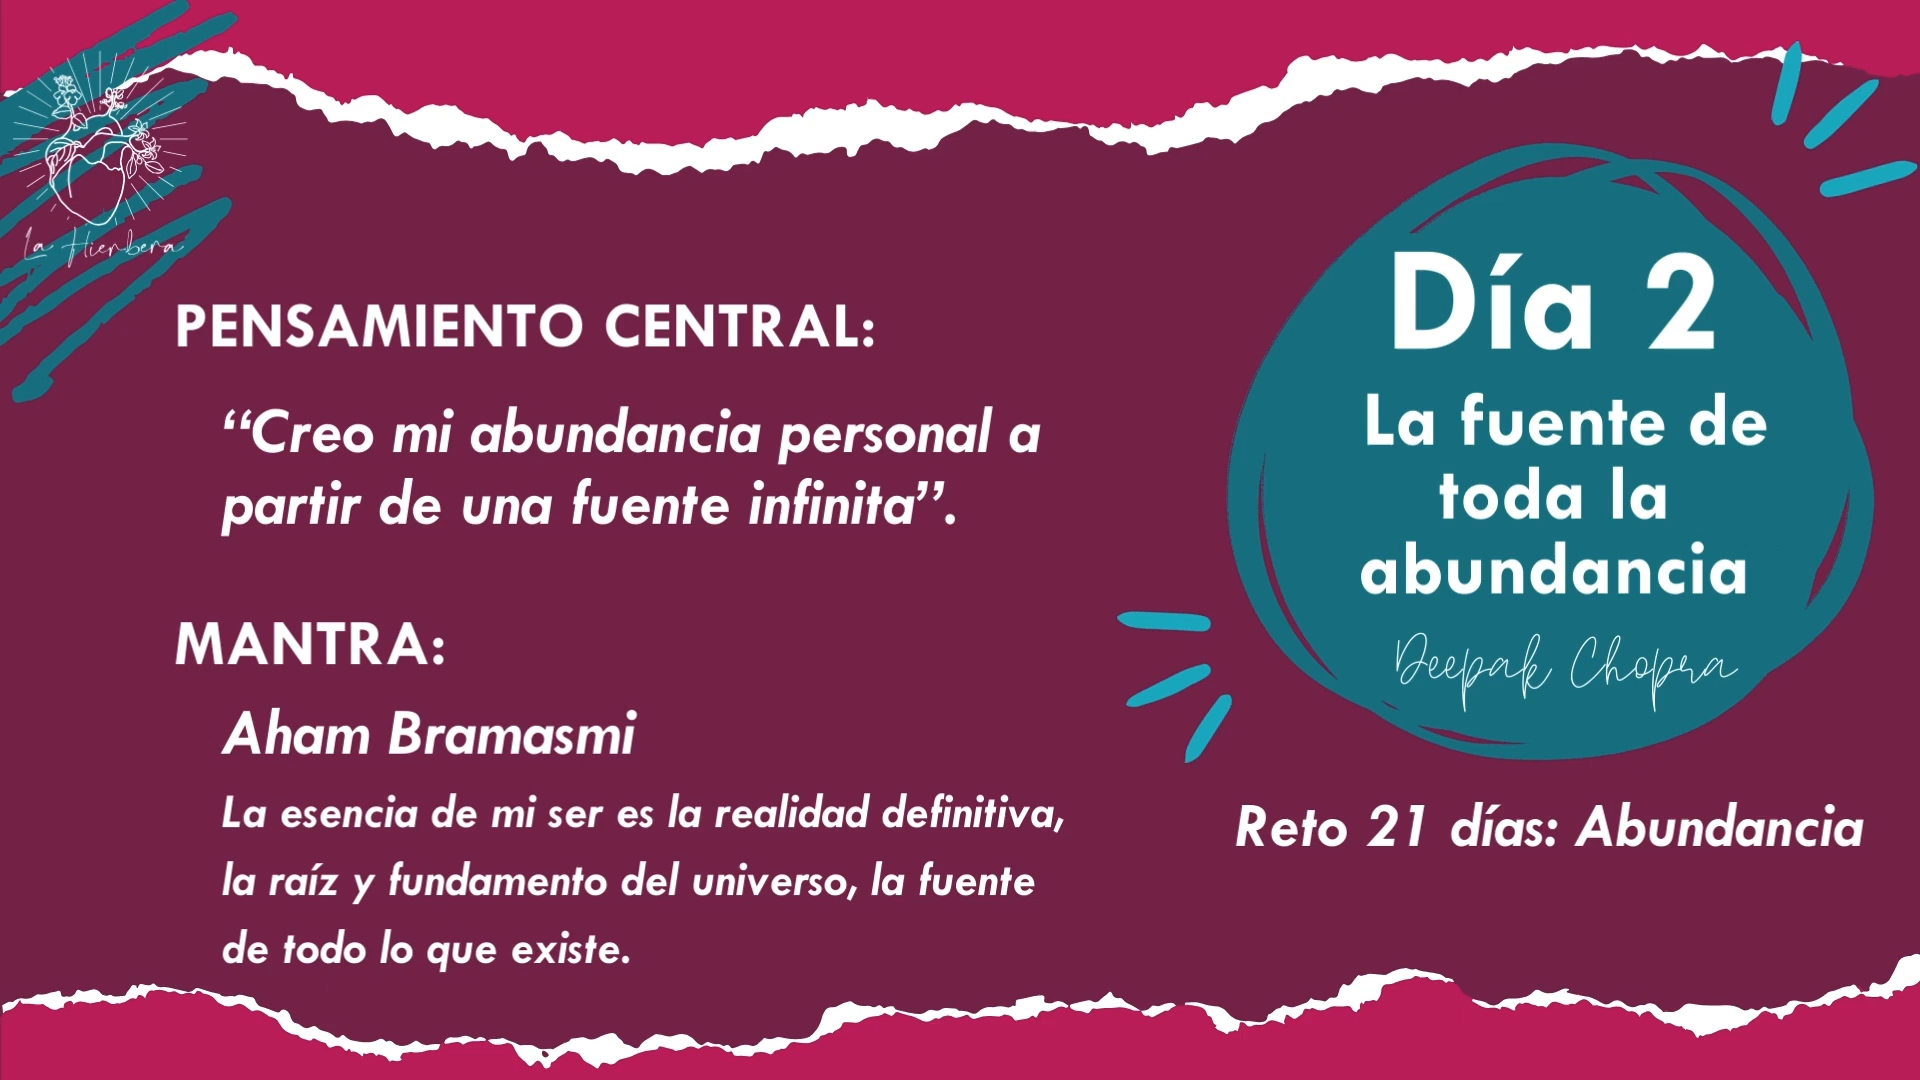 La Hierbera
PENSAMIENTO CENTRAL:
“Creo mi abundancia personal a
partir de una fuente infinita”.
MANTRA:
Aham Bramasmi
La esencia de mi ser es la realidad definitiva,
la raíz y fundamento del universo, la fuente
de todo lo que existe.
Día 2
La fuente de
toda la
abundancia
Deepak Chopra
Reto 21 días: Abundancia